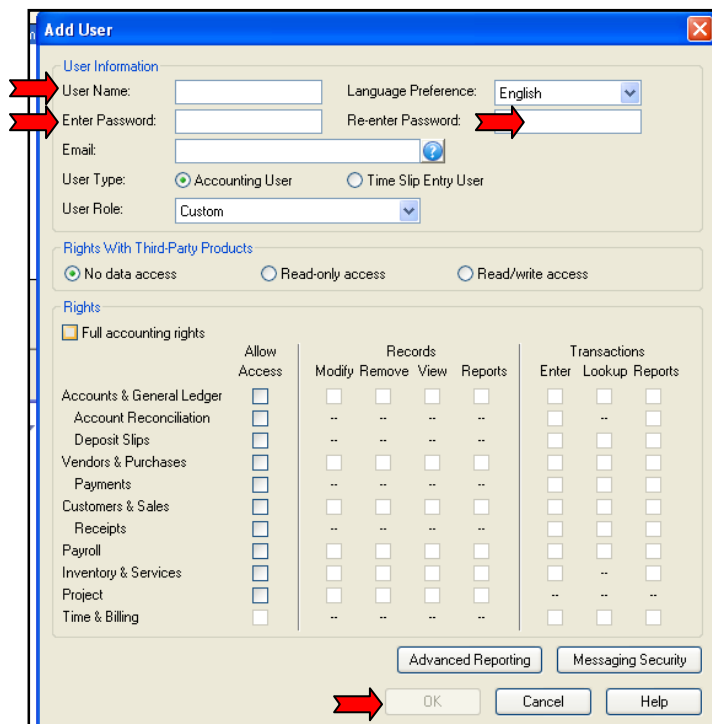 Add User
User Information
User Name: Language Preference: English
Enter Password: Re-enter Password:
Email:
User Type: Accounting User Time Slip Entry User
User Role: Custom
Rights With Third-Party Products
No data access Read-only access Read/write access
Rights
Full accounting rights
Allow Records Transactions
Access Modify Remove View Reports Enter Lookup Reports
Accounts & General Ledger
Account Reconciliation -- -- -- -- --
Deposit Slips -- -- -- --
Vendors & Purchases
Payments -- -- -- --
Customers & Sales
Receipts -- -- -- --
Payroll
Inventory & Services --
Project -- -- --
Time & Billing -- -- -- --
Advanced Reporting Messaging Security
OK Cancel Help